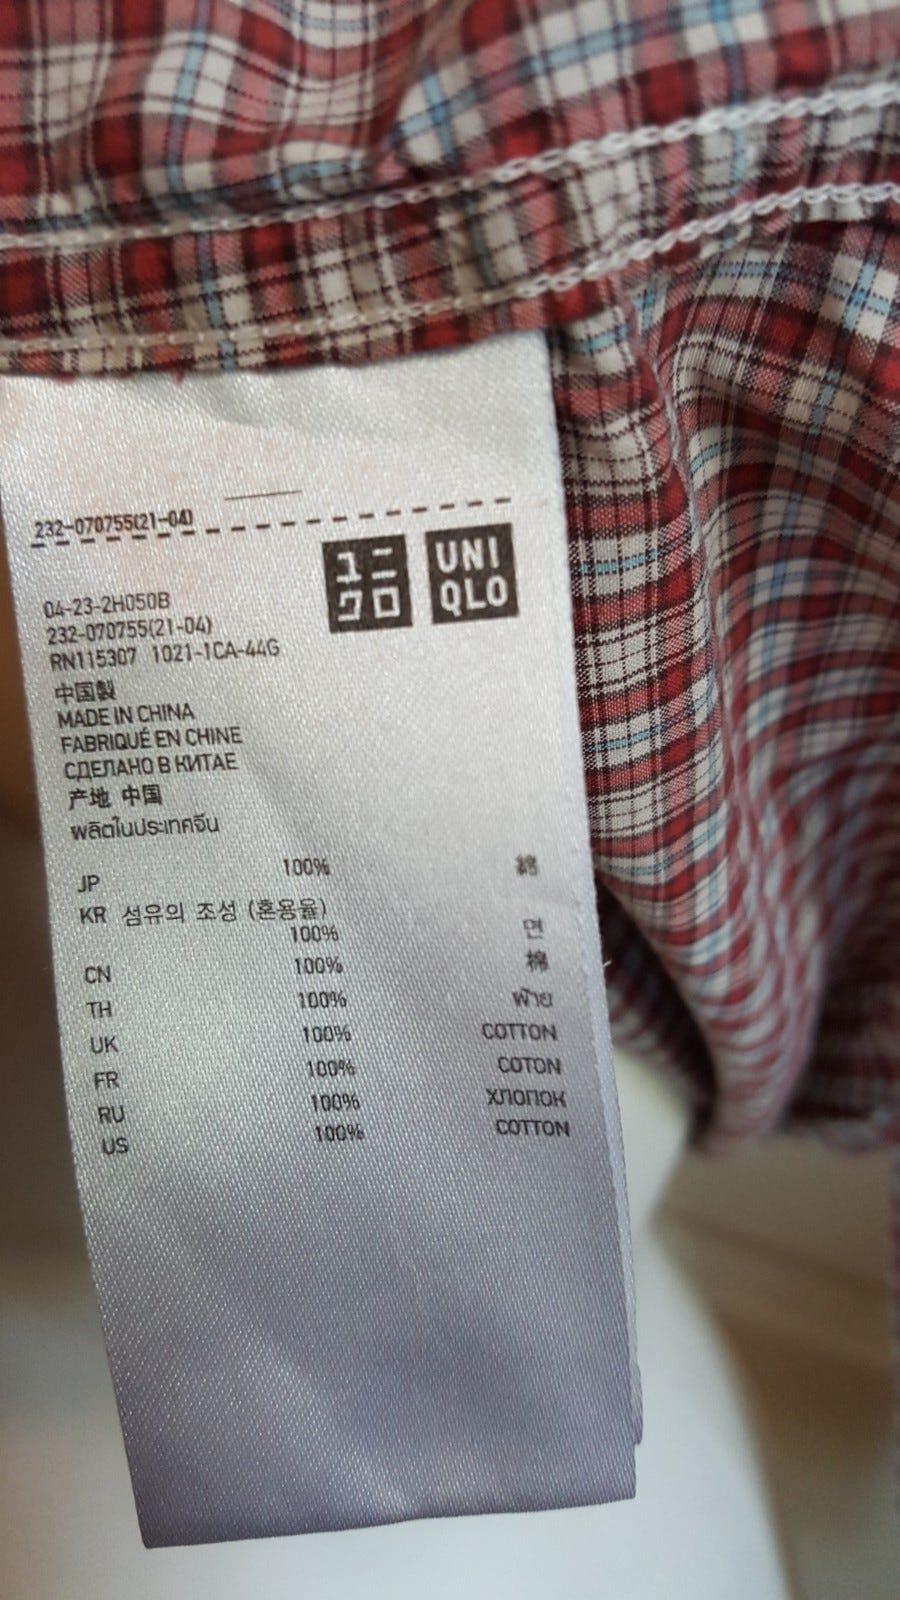 232-070755(21-04)
ユニ
クロ
UNI
QLO
04-23-2H050B
232-070755(21-04)
RN115307 1021-1CA-44G
中国製
MADE IN CHINA
FABRIQUÉ EN CHINE
СДЕЛАНО В КИТАЕ
产地 中国
ผลิตในประเทศจีน
JP 100% 綿
KR 섬유의 조성 (혼용율)
100% 면
CN 100% 棉
TH 100% ฝ้าย
UK 100% COTTON
FR 100% COTON
RU 100% ХЛОПОК
US 100% COTTON